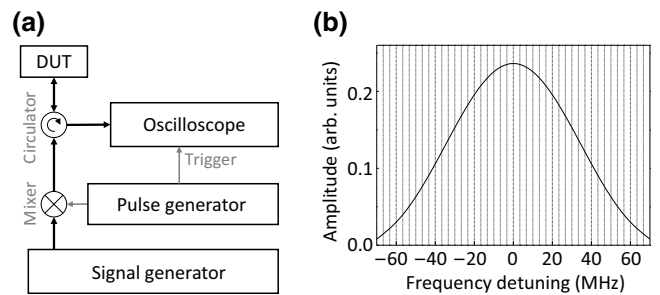 (a)
DUT
Circulator
Oscilloscope
Trigger
Mixer
Pulse generator
Signal generator
(b)
Amplitude (arb. units)
0.2
0.1
0.0
−60 −40 −20 0 20 40 60
Frequency detuning (MHz)